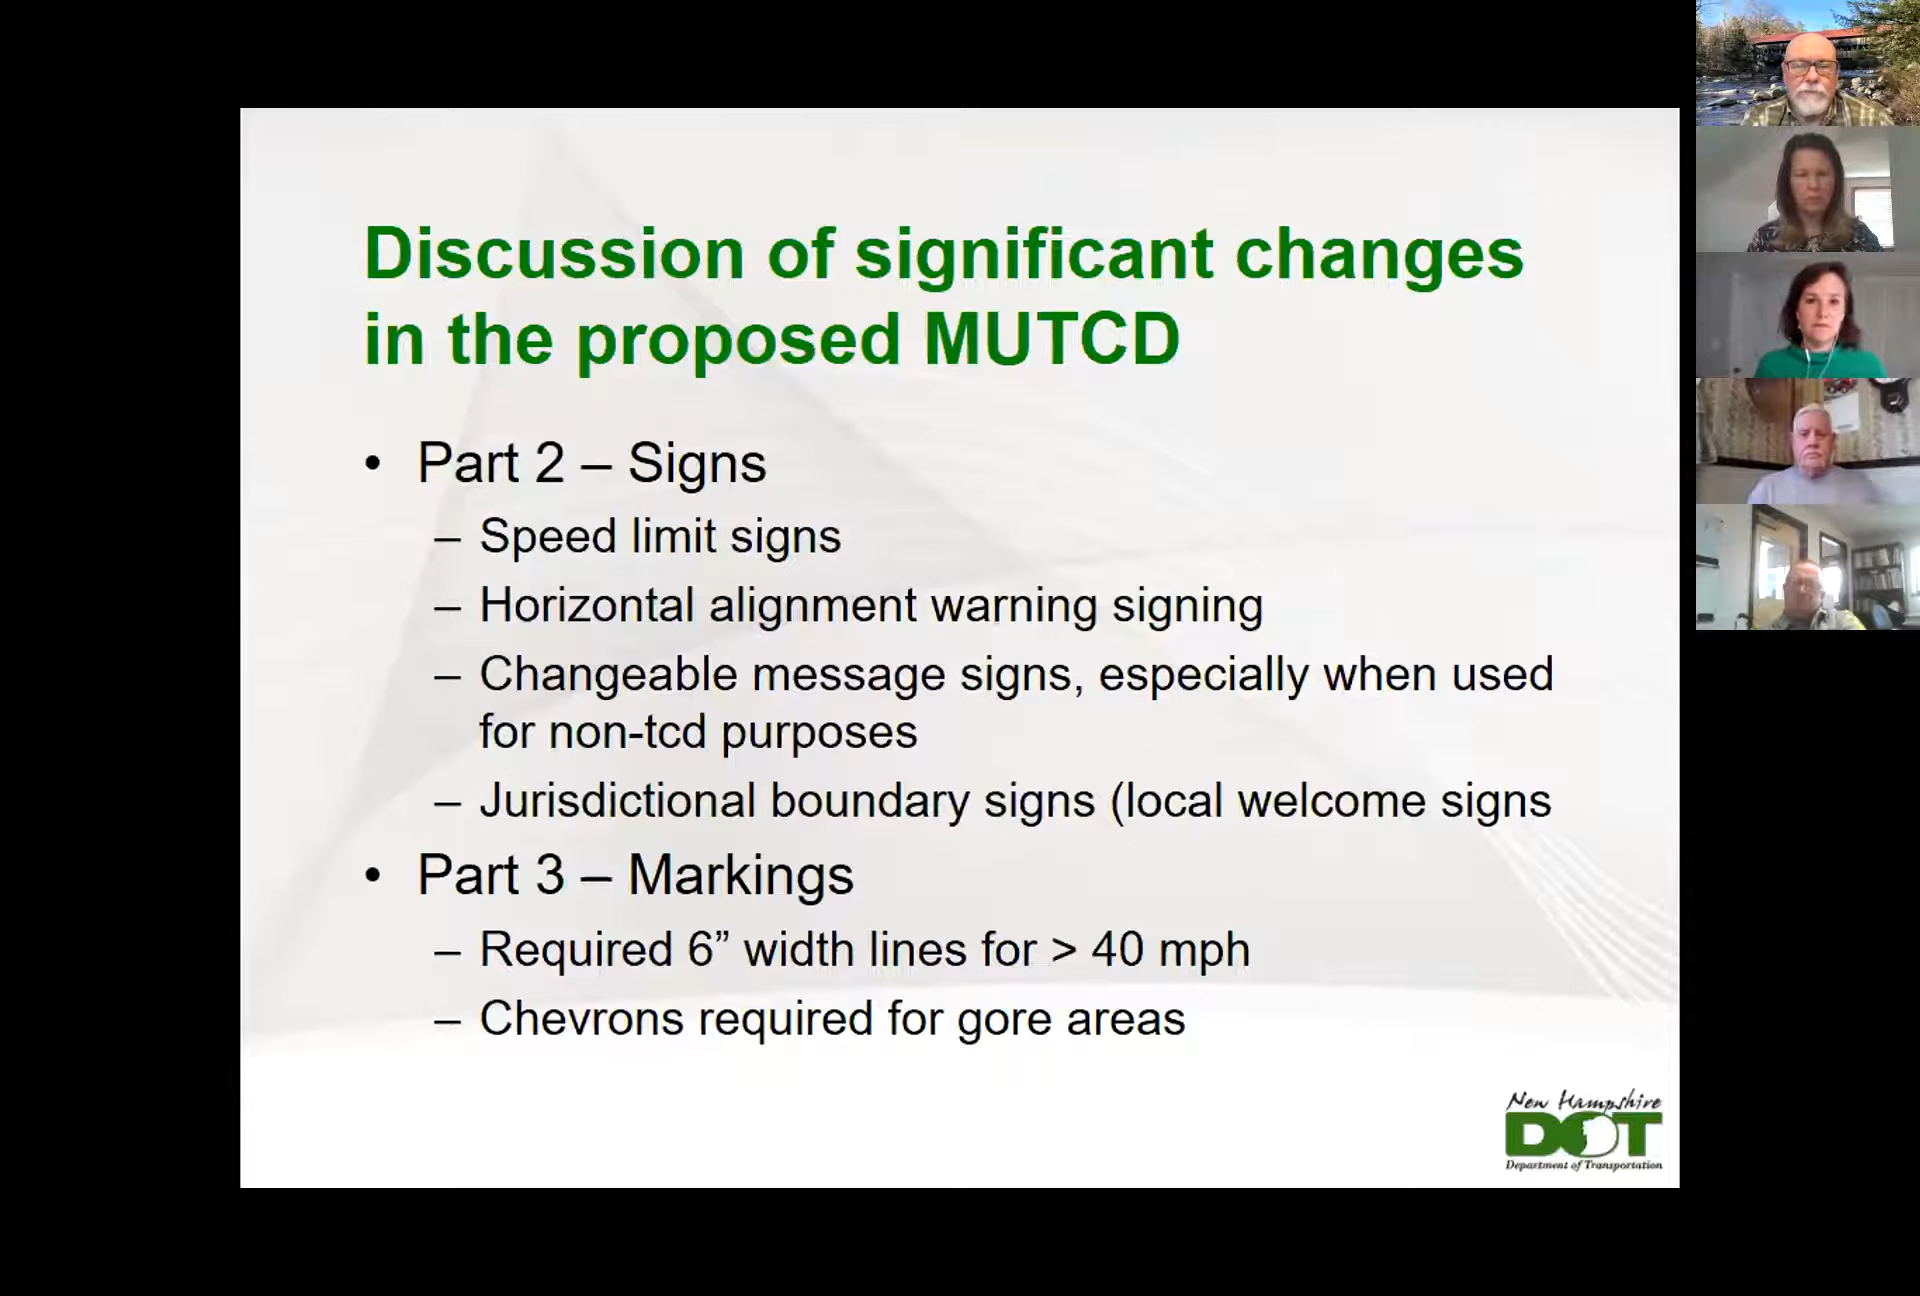 Discussion of significant changes
in the proposed MUTCD
• Part 2 – Signs
– Speed limit signs
– Horizontal alignment warning signing
– Changeable message signs, especially when used
for non-tcd purposes
– Jurisdictional boundary signs (local welcome signs
• Part 3 – Markings
– Required 6” width lines for > 40 mph
– Chevrons required for gore areas
New Hampshire
DOT
Department of Transportation